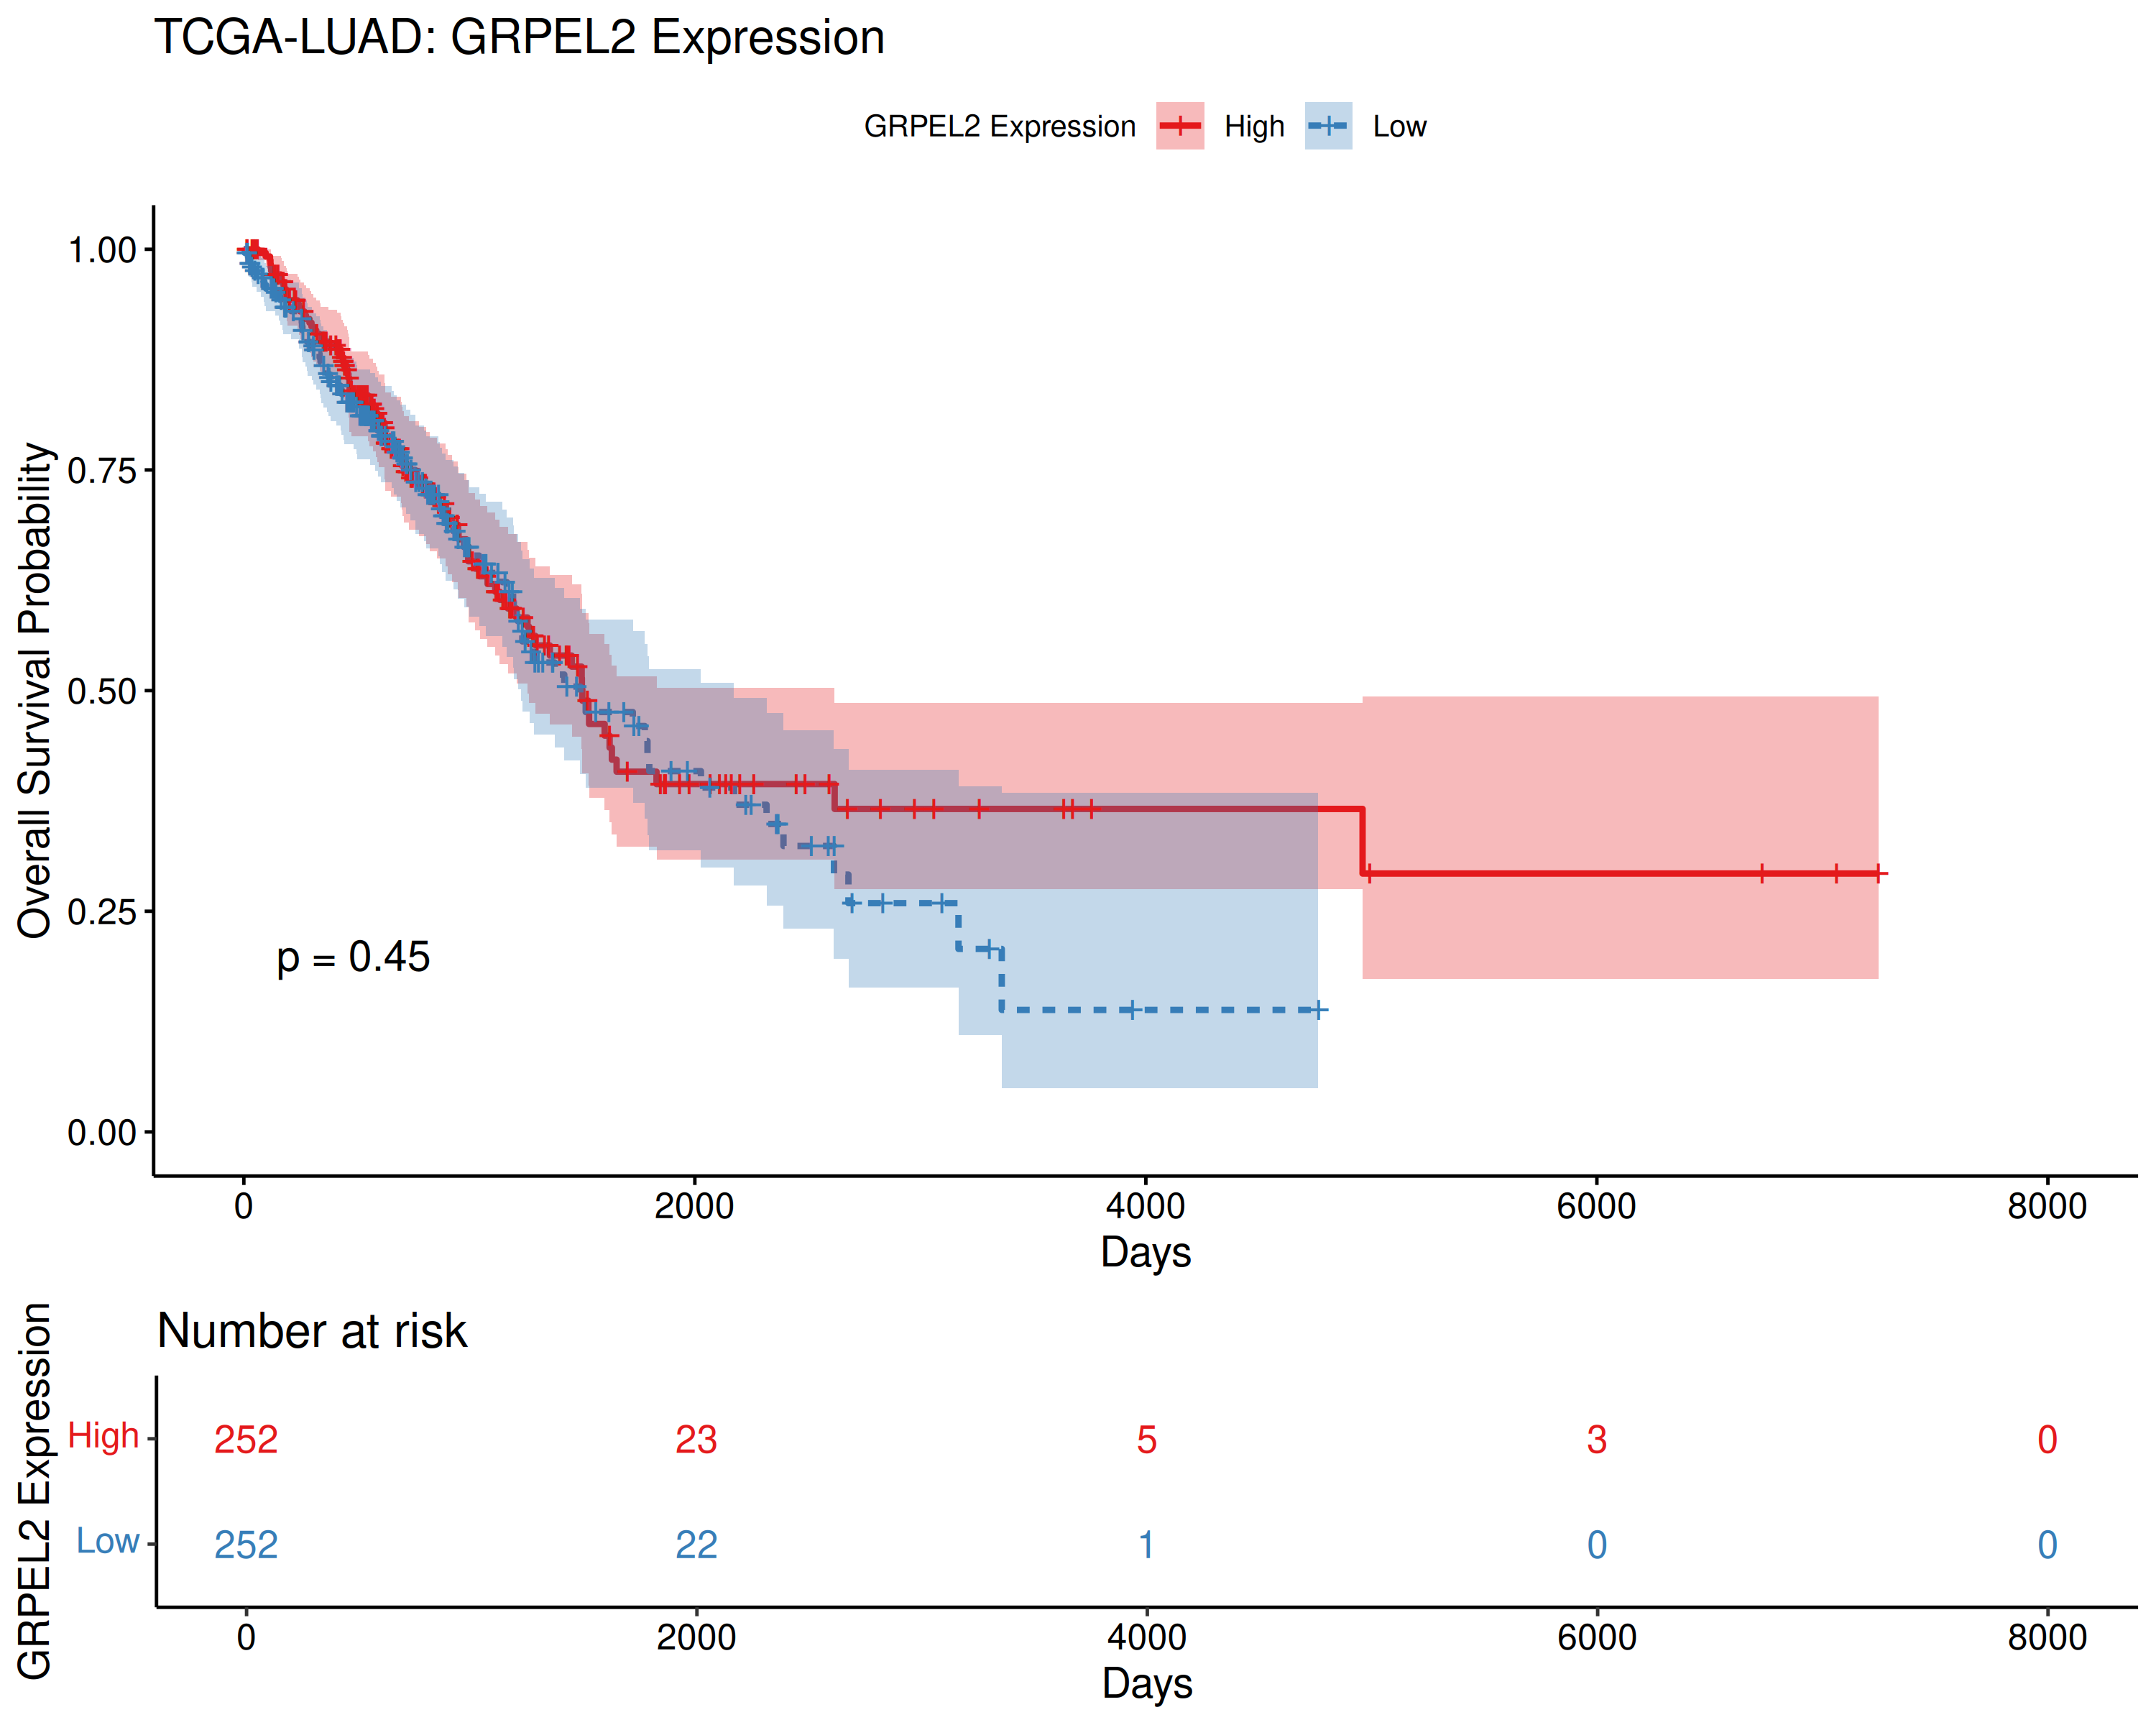 TCGA-LUAD: GRPEL2 Expression
GRPEL2 Expression High Low
Overall Survival Probability
1.00
0.75
0.50
0.25
0.00
p = 0.45
0 2000 4000 6000 8000
Days
Number at risk
GRPEL2 Expression
High 252 23 5 3 0
Low 252 22 1 0 0
0 2000 4000 6000 8000
Days